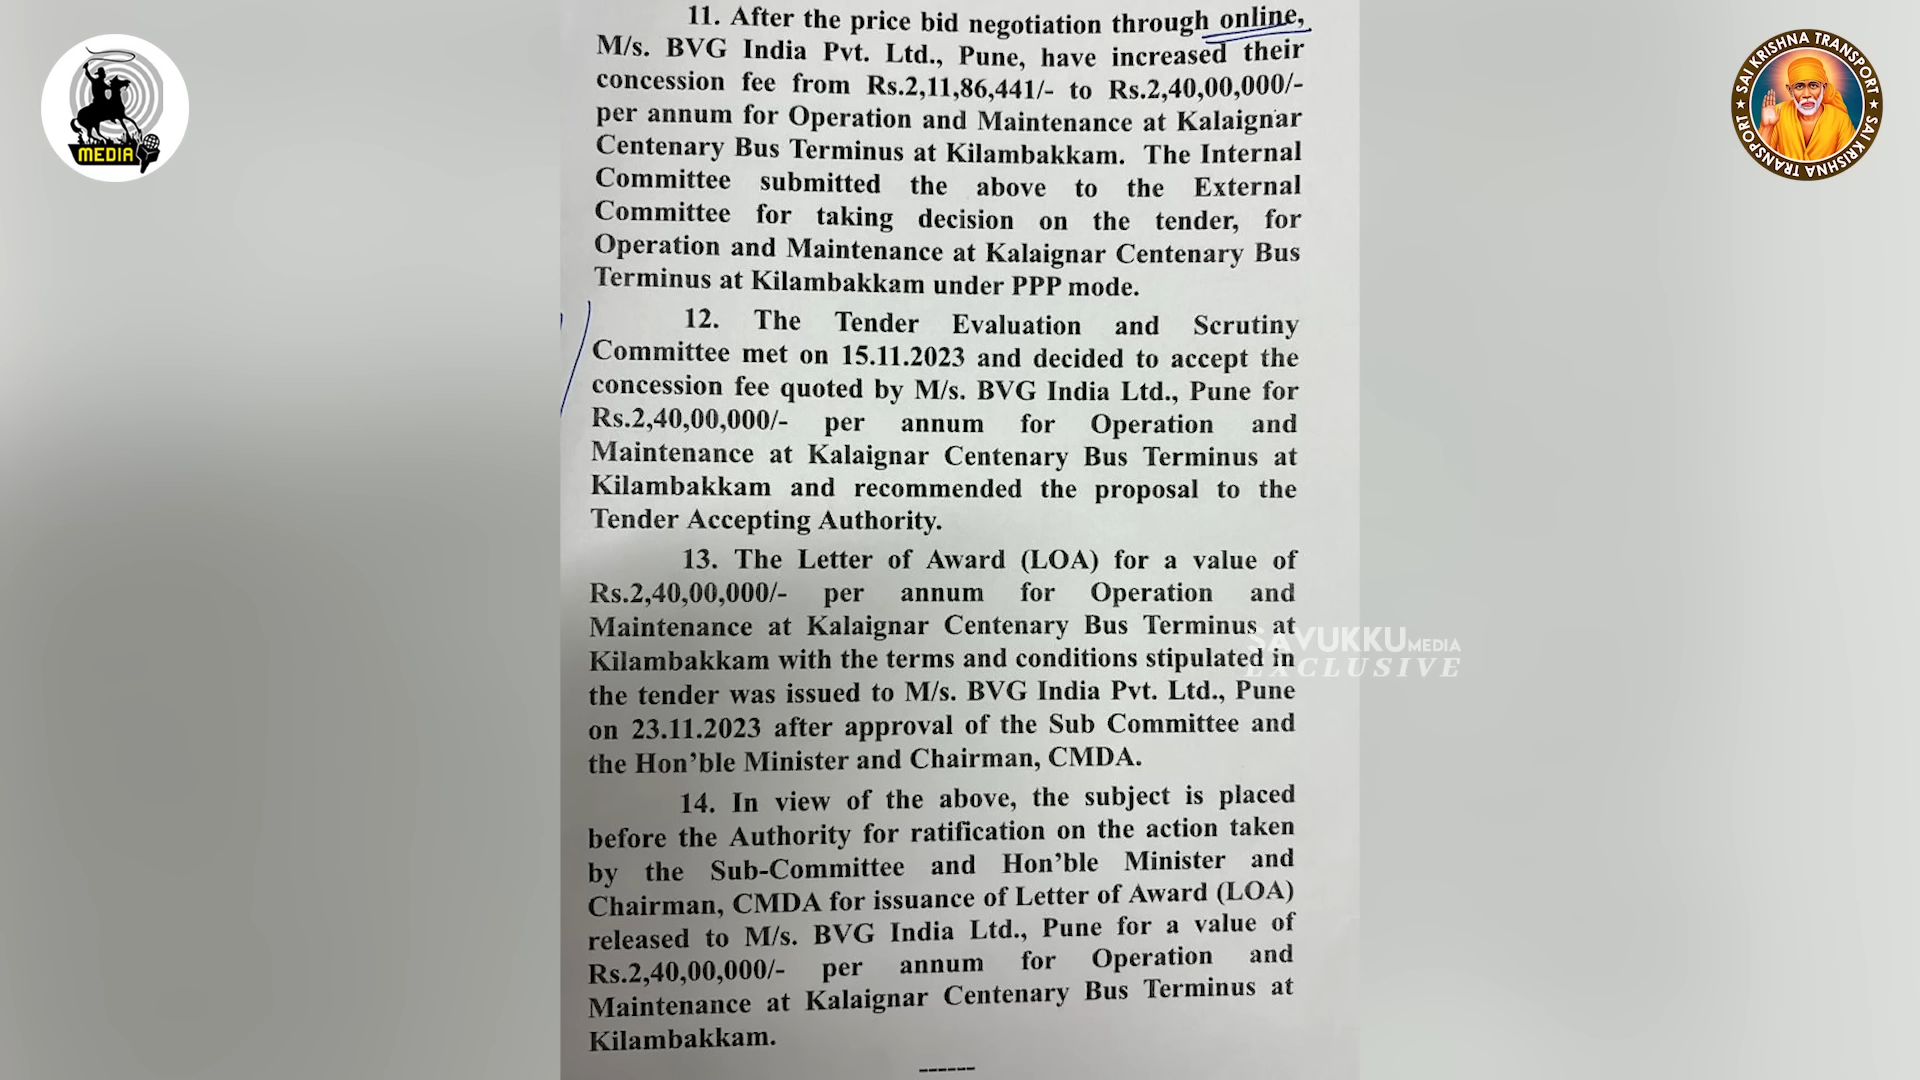 11. After the price bid negotiation through online,
M/s. BVG India Pvt. Ltd., Pune, have increased their
concession fee from Rs.2,11,86,441/- to Rs.2,40,00,000/-
per annum for Operation and Maintenance at Kalaignar
Centenary Bus Terminus at Kilambakkam. The Internal
Committee submitted the above to the External
Committee for taking decision on the tender, for
Operation and Maintenance at Kalaignar Centenary Bus
Terminus at Kilambakkam under PPP mode.
12. The Tender Evaluation and Scrutiny
Committee met on 15.11.2023 and decided to accept the
concession fee quoted by M/s. BVG India Ltd., Pune for
Rs.2,40,00,000/- per annum for Operation and
Maintenance at Kalaignar Centenary Bus Terminus at
Kilambakkam and recommended the proposal to the
Tender Accepting Authority.
13. The Letter of Award (LOA) for a value of
Rs.2,40,00,000/- per annum for Operation and
Maintenance at Kalaignar Centenary Bus Terminus at
Kilambakkam with the terms and conditions stipulated in
the tender was issued to M/s. BVG India Pvt. Ltd., Pune
on 23.11.2023 after approval of the Sub Committee and
the Hon'ble Minister and Chairman, CMDA.
14. In view of the above, the subject is placed
before the Authority for ratification on the action taken
by the Sub-Committee and Hon'ble Minister and
Chairman, CMDA for issuance of Letter of Award (LOA)
released to M/s. BVG India Ltd., Pune for a value of
Rs.2,40,00,000/- per annum for Operation and
Maintenance at Kalaignar Centenary Bus Terminus at
Kilambakkam.
------
MEDIA
SAI KRISHNA TRANSPORT ★ SAI KRISHNA TRANSPORT ★
SAVUKKU MEDIA
EXCLUSIVE